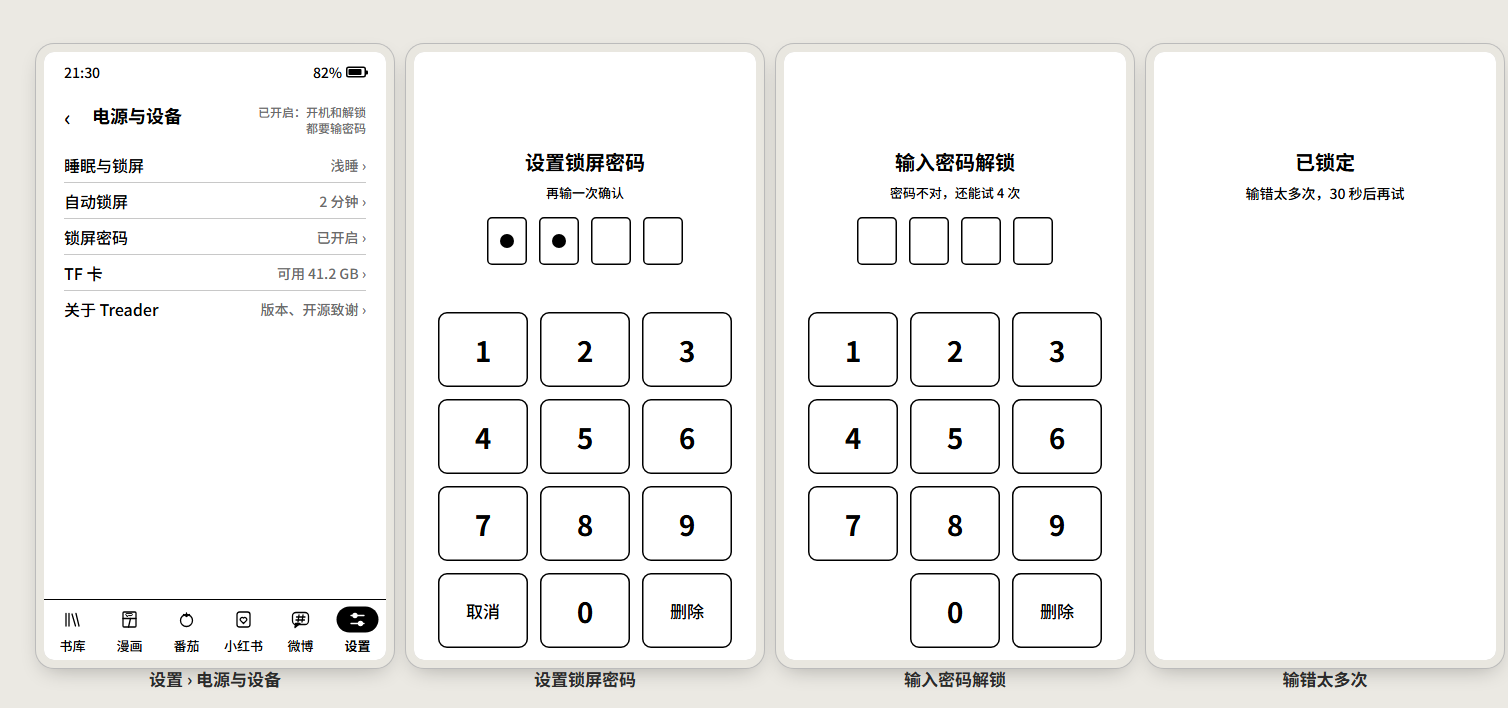 21:30
82%
‹ 电源与设备
已开启：开机和解锁
都要输密码
睡眠与锁屏 浅睡 ›
自动锁屏 2 分钟 ›
锁屏密码 已开启 ›
TF 卡 可用 41.2 GB ›
关于 Treader 版本、开源致谢 ›
书库 漫画 番茄 小红书 微博 设置
设置 › 电源与设备
设置锁屏密码
再输一次确认
1 2 3
4 5 6
7 8 9
取消 0 删除
设置锁屏密码
输入密码解锁
密码不对，还能试 4 次
1 2 3
4 5 6
7 8 9
0 删除
输入密码解锁
已锁定
输错太多次，30 秒后再试
输错太多次